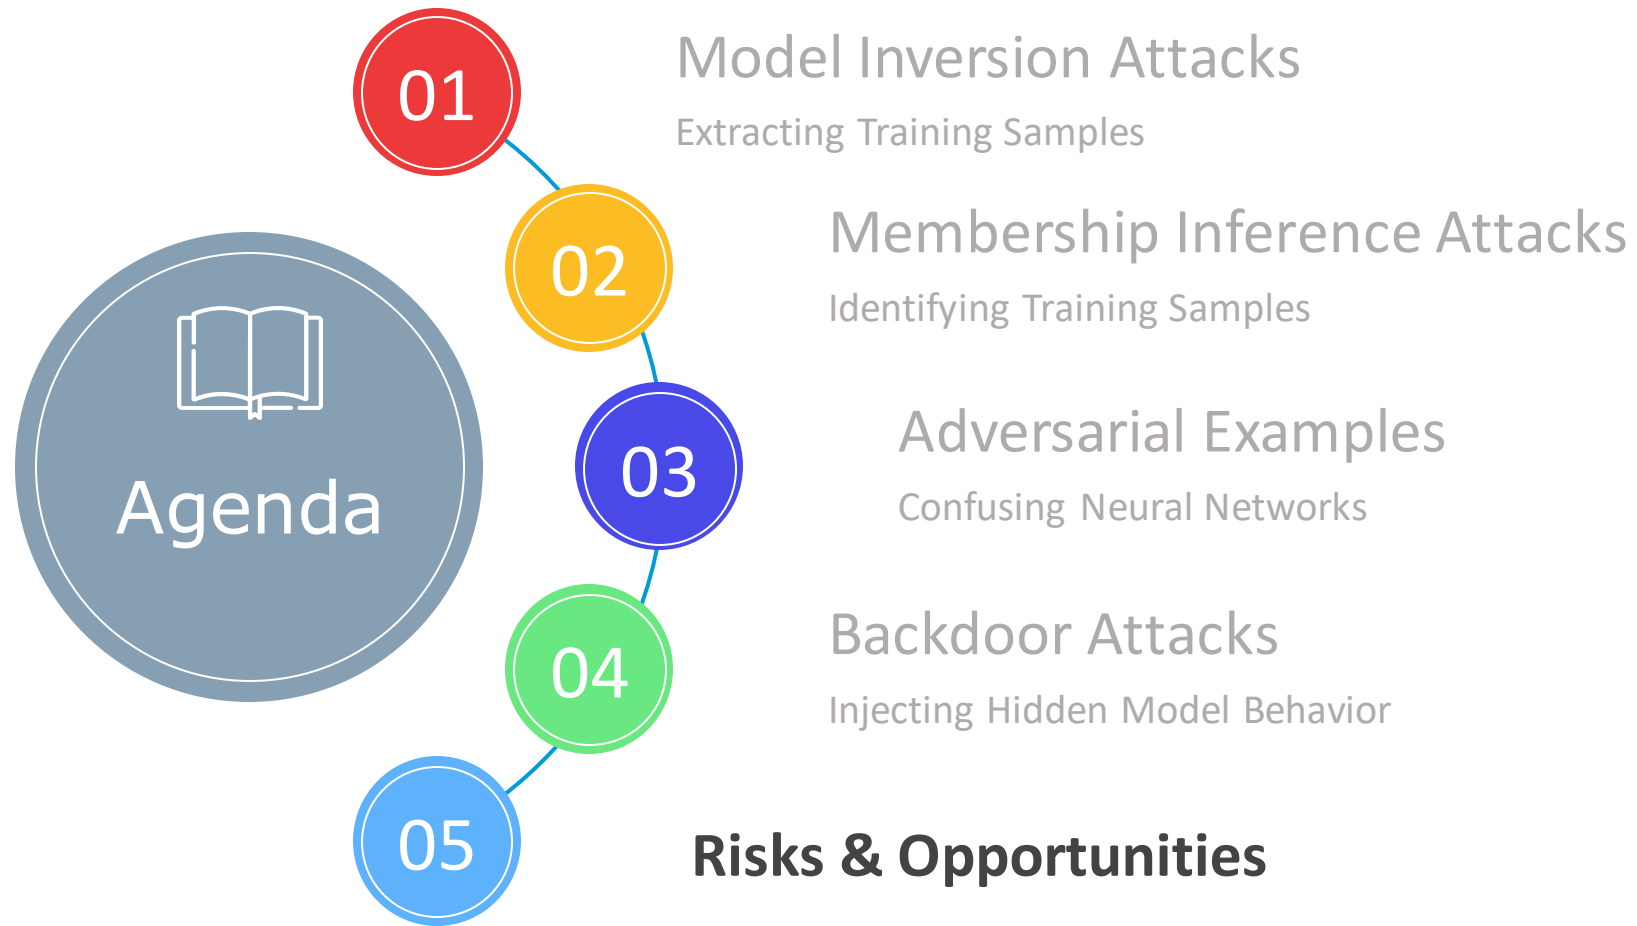 Agenda
01
Model Inversion Attacks
Extracting Training Samples
02
Membership Inference Attacks
Identifying Training Samples
03
Adversarial Examples
Confusing Neural Networks
04
Backdoor Attacks
Injecting Hidden Model Behavior
05
Risks & Opportunities